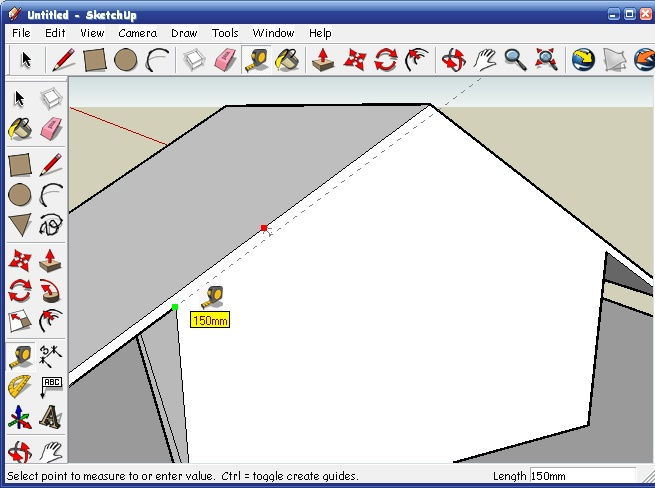 Untitled - SketchUp
File Edit View Camera Draw Tools Window Help
150mm
ABC
A
Select point to measure to or enter value. Ctrl = toggle create guides. Length 150mm